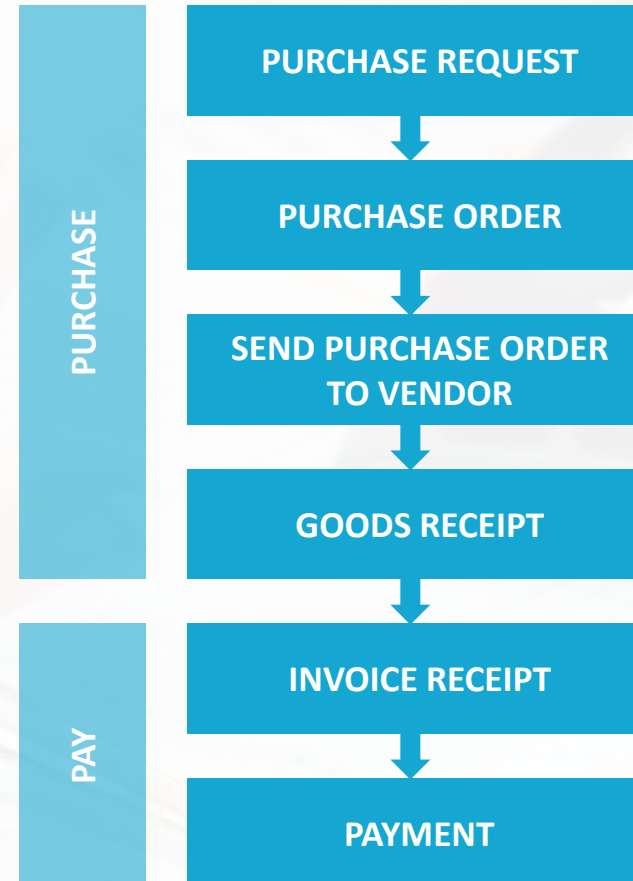 PURCHASE
PURCHASE REQUEST
PURCHASE ORDER
SEND PURCHASE ORDER
TO VENDOR
GOODS RECEIPT
PAY
INVOICE RECEIPT
PAYMENT